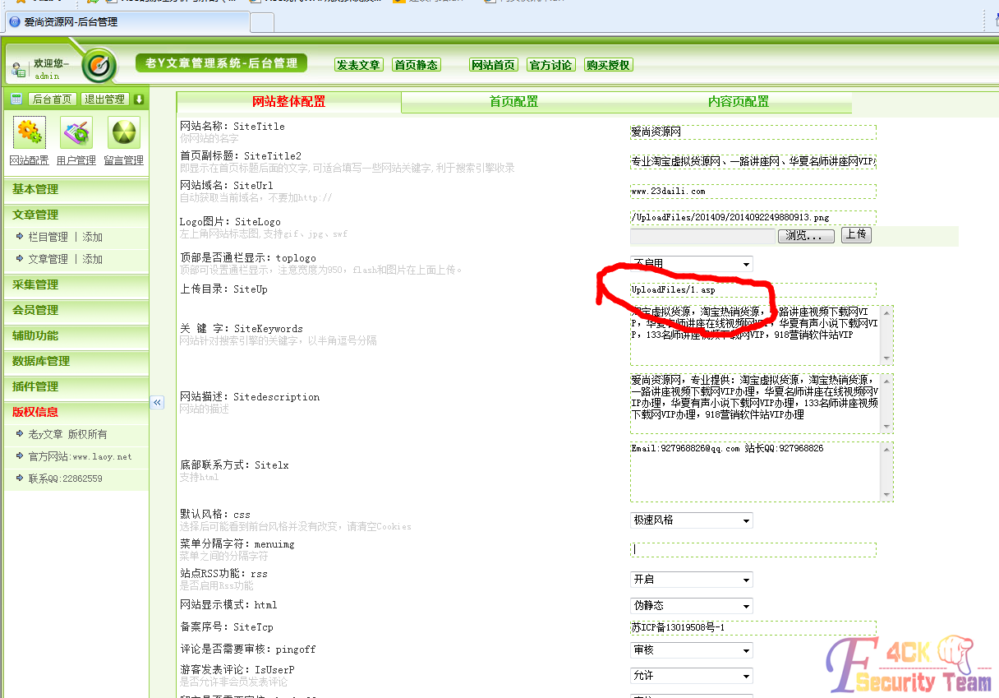 爱尚资源网-后台管理
欢迎您-
admin
老Y文章管理系统-后台管理
发表文章 首页静态 网站首页 官方讨论 购买授权
后台首页 退出管理
网站配置 用户管理 留言管理
基本管理
文章管理
栏目管理 | 添加
文章管理 | 添加
采集管理
会员管理
辅助功能
数据库管理
插件管理
版权信息
老y文章 版权所有
官方网站:www.laoy.net
联系QQ:22862559
网站整体配置 首页配置 内容页配置
网站名称: SiteTitle
爱尚资源网
你网站的名字
首页副标题: SiteTitle2
专业淘宝虚拟货源网、一路讲座网、华夏名师讲座网VIP
即显示在首页标题后面的文字,可适合填写一些网站关键字,利于搜索引擎收录
网站域名: SiteUrl
www.23daili.com
自动获取当前域名, 不要加http://
Logo图片: SiteLogo
/UploadFiles/201409/2014092249880913.png
左上角网站标志图,支持gif、jpg、swf
浏览... 上传
顶部是否通栏显示: toplogo
不启用
顶部可设置通栏显示, 注意宽度为950, flash和图片在上面上传。
上传目录: SiteUp
UploadFiles/1.asp
关 键 字: SiteKeywords
网站针对搜索引擎的关键字, 以半角逗号分隔
淘宝虚拟货源, 淘宝热销货源, 路讲座视频下载网VI
P, 华夏名师讲座在线视频网VIP, 华夏有声小说下载网VI
P, 133名师讲座视频下载网VIP, 918营销软件站VIP
网站描述: Sitedescription
网站的描述
爱尚资源网, 专业提供: 淘宝虚拟货源, 淘宝热销货源,
一路讲座视频下载网VIP办理, 华夏名师讲座在线视频网V
IP办理, 华夏有声小说下载网VIP办理, 133名师讲座视频
下载网VIP办理, 918营销软件站VIP办理
底部联系方式: Sitelx
支持html
Email:927968826@qq.com 站长QQ:927968826
默认风格: css
极速风格
选择后可能看到前台风格并没有改变, 请清空Cookies
菜单分隔字符: menuimg
|
菜单之间的分隔字符
站点RSS功能: rss
开启
是否启用Rss功能
网站显示模式: html
伪静态
备案序号: SiteTcp
苏ICP备13019508号-1
评论是否需要审核: pingoff
审核
游客发表评论: IsUserP
允许
是否允许非会员发表评论
F4CK
Security Team